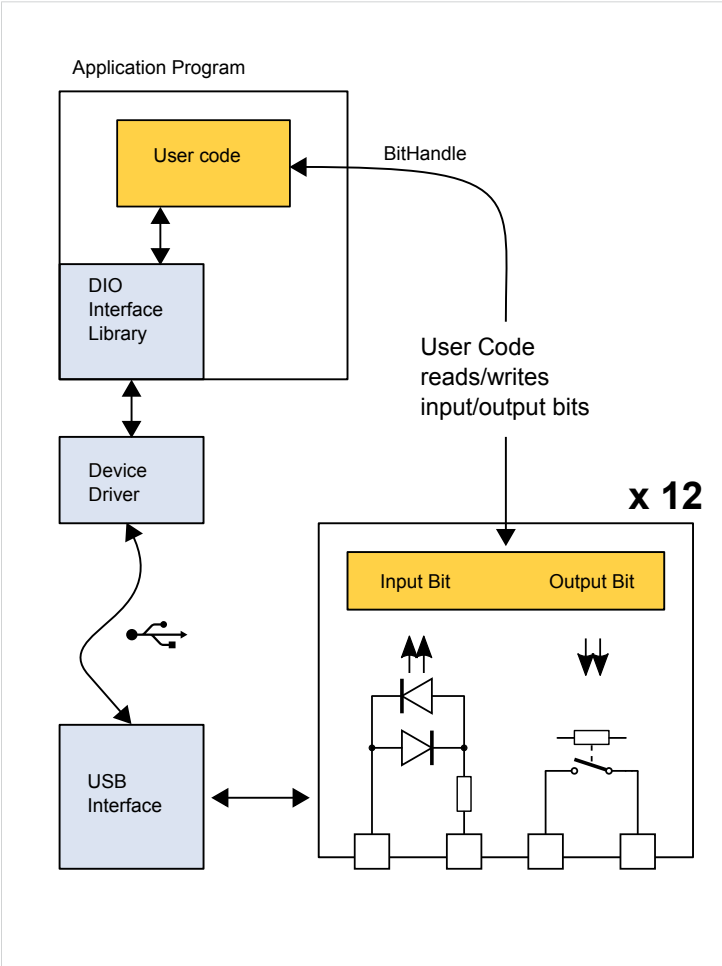 Application Program
User code
BitHandle
DIO
Interface
Library
User Code
reads/writes
input/output bits
Device
Driver
x 12
Input Bit
Output Bit
USB
Interface